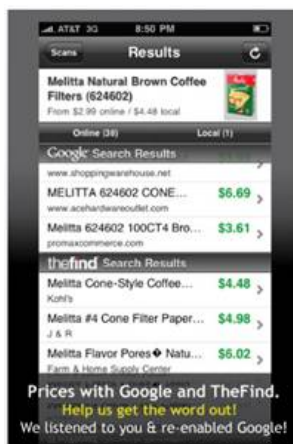 AT&T 3G 8:50 PM
Scans Results
Melitta Natural Brown Coffee
Filters (624602)
From $2.99 online / $4.48 local
Online (38) Local (1)
Google Search Results
www.shoppingwarehouse.net
MELITTA 624602 CONE... $6.69
www.acehardwareoutlet.com
Melitta 624602 100CT4 Bro... $3.61
promaxcommerce.com
thefind Search Results
Melitta Cone-Style Coffee... $4.48
Kohl's
Melitta #4 Cone Filter Paper... $4.98
J & R
Melitta Flavor Pores� Natu... $6.02
Farm & Home Supply Center
Prices with Google and TheFind.
Help us get the word out!
We listened to you & re-enabled Google!